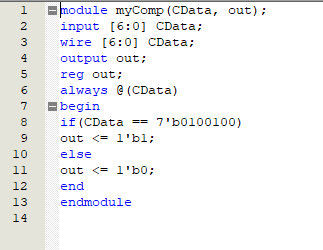 1 module myComp(CData, out);
2 input [6:0] CData;
3 wire [6:0] CData;
4 output out;
5 reg out;
6 always @(CData)
7 begin
8 if(CData == 7'b0100100)
9 out <= 1'b1;
10 else
11 out <= 1'b0;
12 end
13 endmodule
14